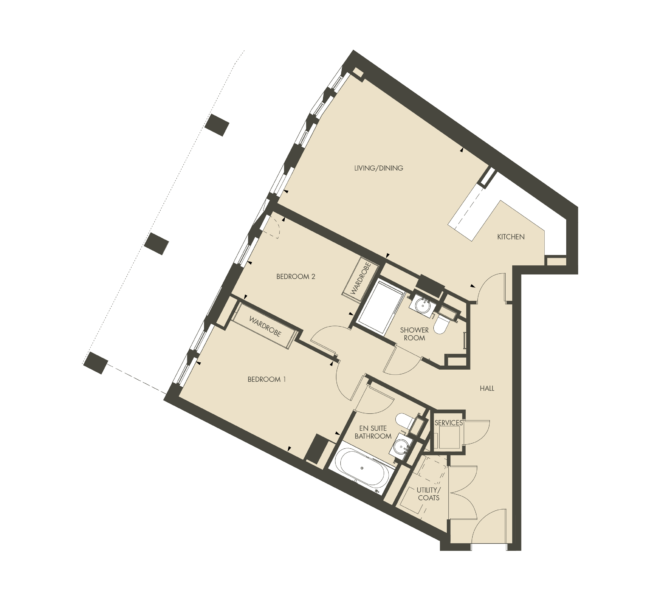 LIVING/DINING
KITCHEN
BEDROOM 2
WARDROBE
SHOWER
ROOM
WARDROBE
BEDROOM 1
HALL
EN SUITE
BATHROOM
SERVICES
UTILITY/
COATS